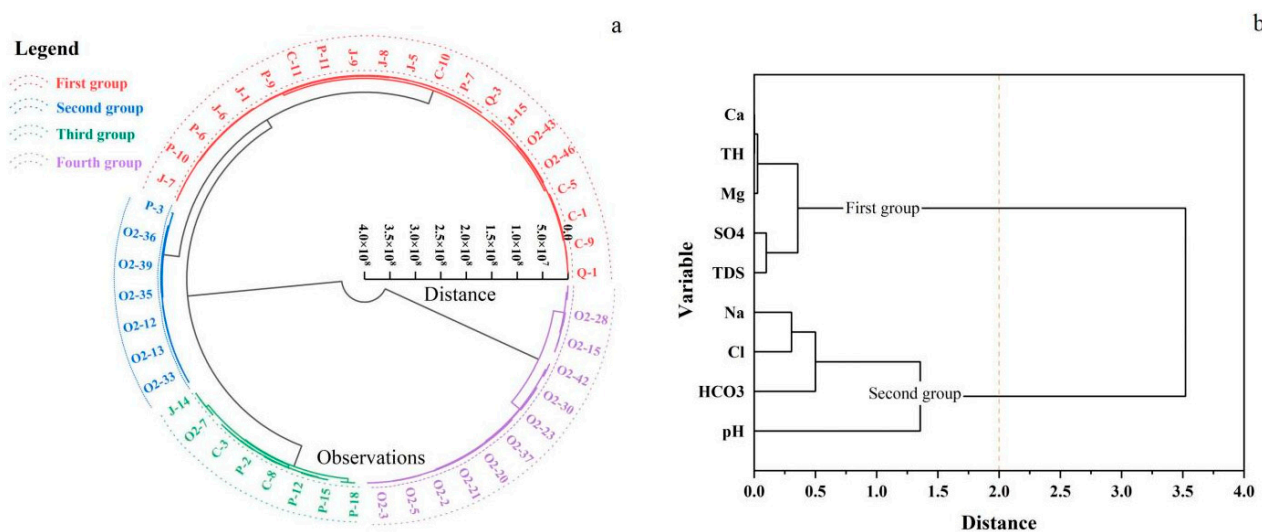 a
Legend
First group
Second group
Third group
Fourth group
J-7
P-10
P-6
J-6
J-1
P-9
C-11
P-11
J-9
J-8
J-5
C-10
P-7
Q-3
J-15
O2-43
O2-46
C-5
C-1
C-9
Q-1
O2-28
O2-15
O2-42
O2-30
O2-23
O2-37
O2-20
O2-21
O2-2
O2-5
O2-3
P-18
P-15
P-12
C-8
P-2
C-3
O2-7
J-14
O2-33
O2-13
O2-12
O2-35
O2-39
O2-36
P-3
4.0×10⁸
3.5×10⁸
3.0×10⁸
2.5×10⁸
2.0×10⁸
1.5×10⁸
1.0×10⁸
5.0×10⁷
0.0
Distance
Observations
b
Variable
Ca
TH
Mg
SO4
TDS
Na
Cl
HCO3
pH
First group
Second group
0.0 0.5 1.0 1.5 2.0 2.5 3.0 3.5 4.0
Distance